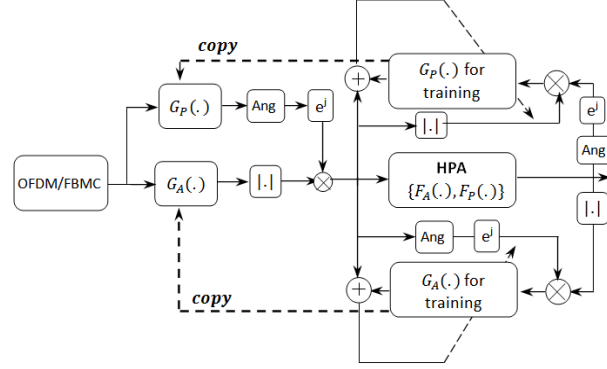 copy
G_P(.) for
training
e^j
G_P(.)
Ang
e^j
|.|
Ang
OFDM/FBMC
G_A(.)
|.|
HPA
{F_A(.), F_P(.)}
|.|
Ang
e^j
G_A(.) for
training
copy